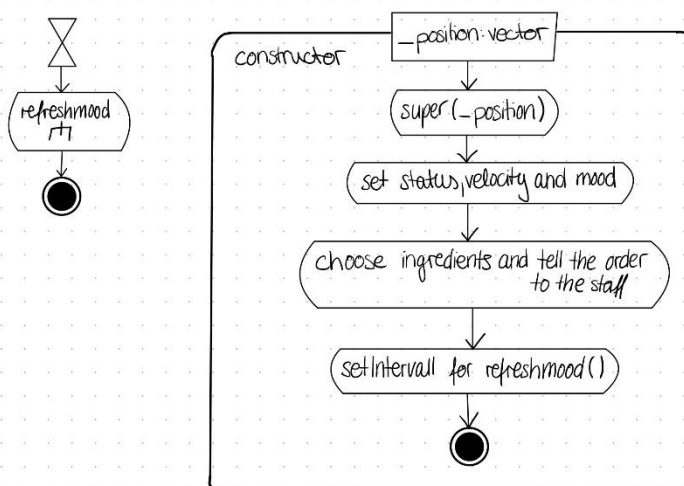 refreshmood
constructor
_position: vector
super(_position)
set status, velocity and mood
choose ingredients and tell the order
to the staff
setIntervall for refreshmood()